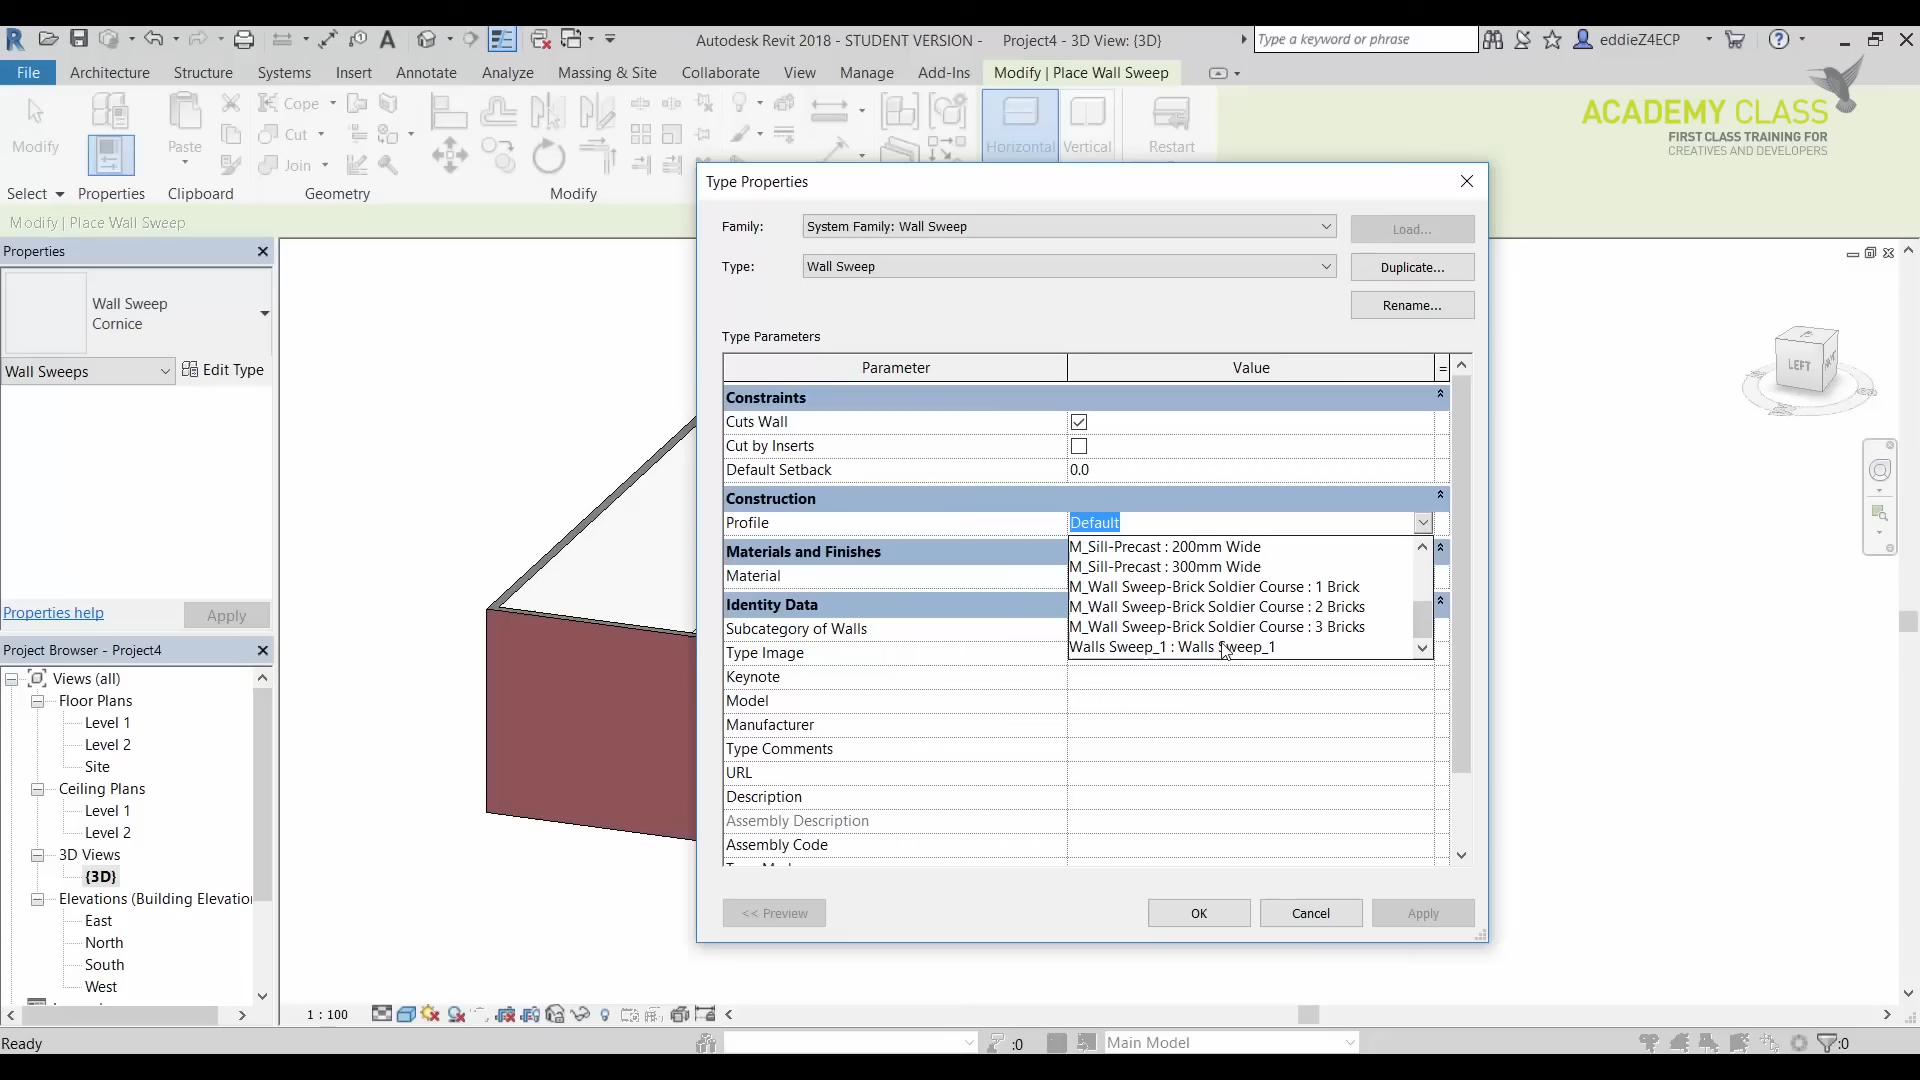 Autodesk Revit 2018 - STUDENT VERSION - Project4 - 3D View: {3D}
Type a keyword or phrase
eddieZ4ECP
File Architecture Structure Systems Insert Annotate Analyze Massing & Site Collaborate View Manage Add-Ins Modify | Place Wall Sweep
Modify
Paste
Cope
Cut
Join
Horizontal Vertical Restart
Select Properties Clipboard Geometry Modify
ACADEMY CLASS
FIRST CLASS TRAINING FOR
CREATIVES AND DEVELOPERS
Modify | Place Wall Sweep
Properties
Wall Sweep
Cornice
Wall Sweeps
Edit Type
Properties help
Apply
Project Browser - Project4
Views (all)
Floor Plans
Level 1
Level 2
Site
Ceiling Plans
Level 1
Level 2
3D Views
{3D}
Elevations (Building Elevatio
East
North
South
West
Type Properties
Family: System Family: Wall Sweep Load...
Type: Wall Sweep Duplicate...
Rename...
Type Parameters
Parameter Value =
Constraints
Cuts Wall
Cut by Inserts
Default Setback 0.0
Construction
Profile Default
M_Sill-Precast : 200mm Wide
M_Sill-Precast : 300mm Wide
M_Wall Sweep-Brick Soldier Course : 1 Brick
M_Wall Sweep-Brick Soldier Course : 2 Bricks
M_Wall Sweep-Brick Soldier Course : 3 Bricks
Walls Sweep_1 : Walls Sweep_1
Materials and Finishes
Material
Identity Data
Subcategory of Walls
Type Image
Keynote
Model
Manufacturer
Type Comments
URL
Description
Assembly Description
Assembly Code
<< Preview OK Cancel Apply
LEFT
1 : 100
Ready
:0
Main Model
:0